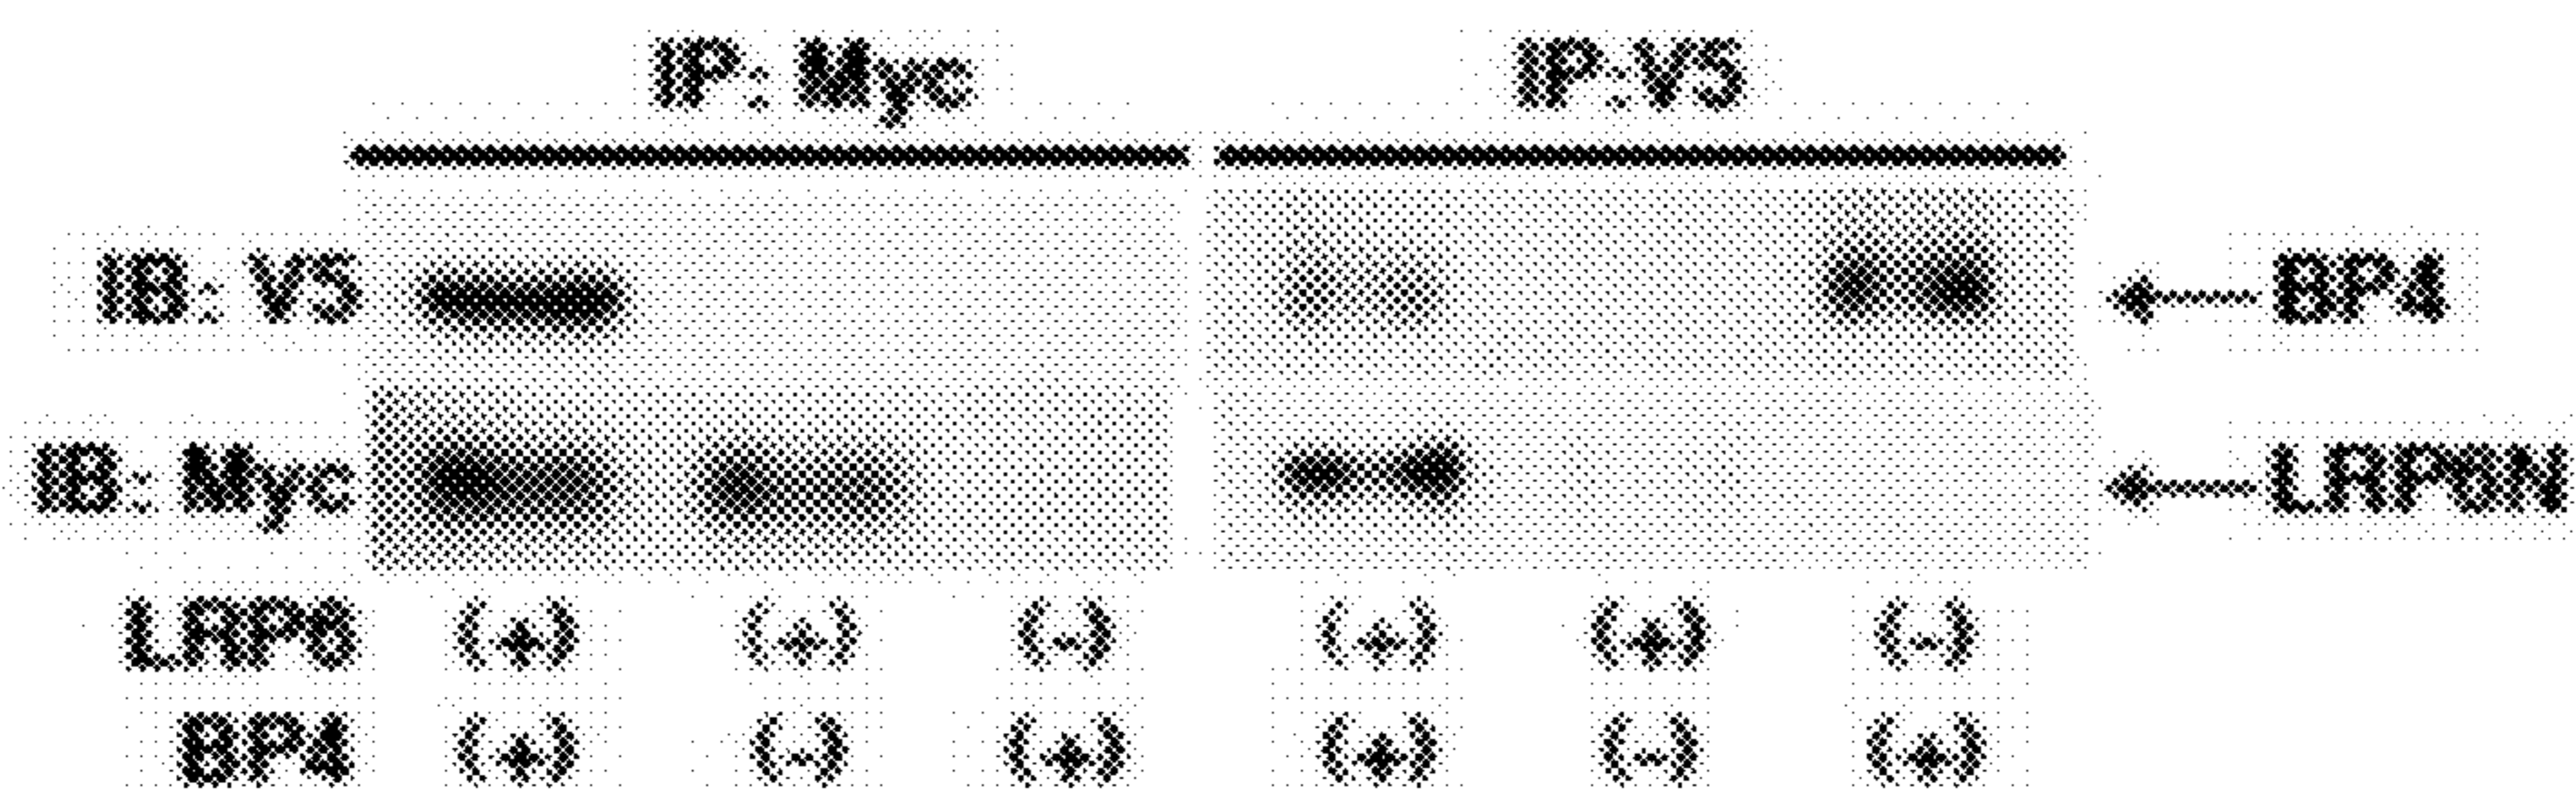 IP: Myc IP:V5
IB: V5 BP4
IB: Myc LRP6N
LRP6 (+) (+) (-) (+) (+) (-)
BP4 (+) (-) (+) (+) (-) (+)